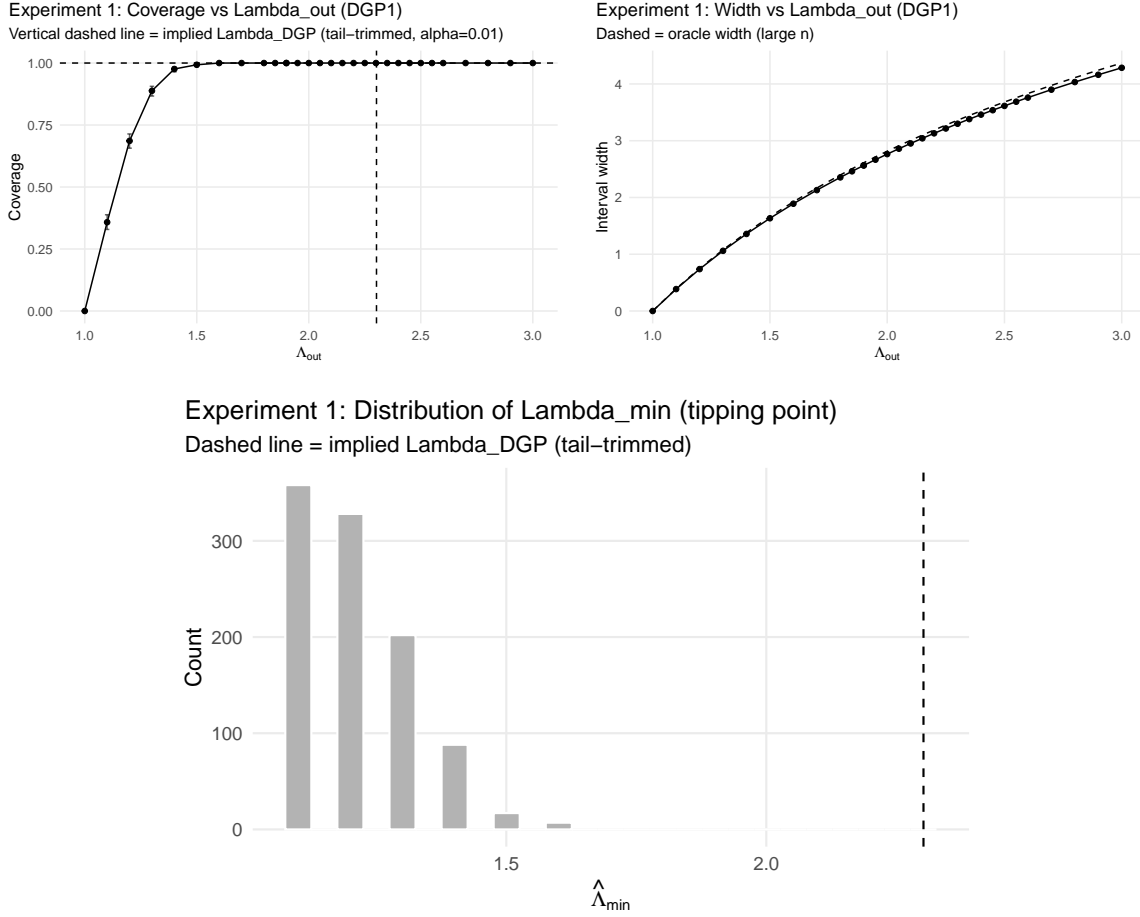 Experiment 1: Coverage vs Lambda_out (DGP1)
Vertical dashed line = implied Lambda_DGP (tail−trimmed, alpha=0.01)
1.00
0.75
0.50
0.25
0.00
Coverage
1.0 1.5 2.0 2.5 3.0
Λout
Experiment 1: Width vs Lambda_out (DGP1)
Dashed = oracle width (large n)
4
3
2
1
0
Interval width
1.0 1.5 2.0 2.5 3.0
Λout
Experiment 1: Distribution of Lambda_min (tipping point)
Dashed line = implied Lambda_DGP (tail−trimmed)
300
200
100
0
Count
1.5 2.0
Λ̂min